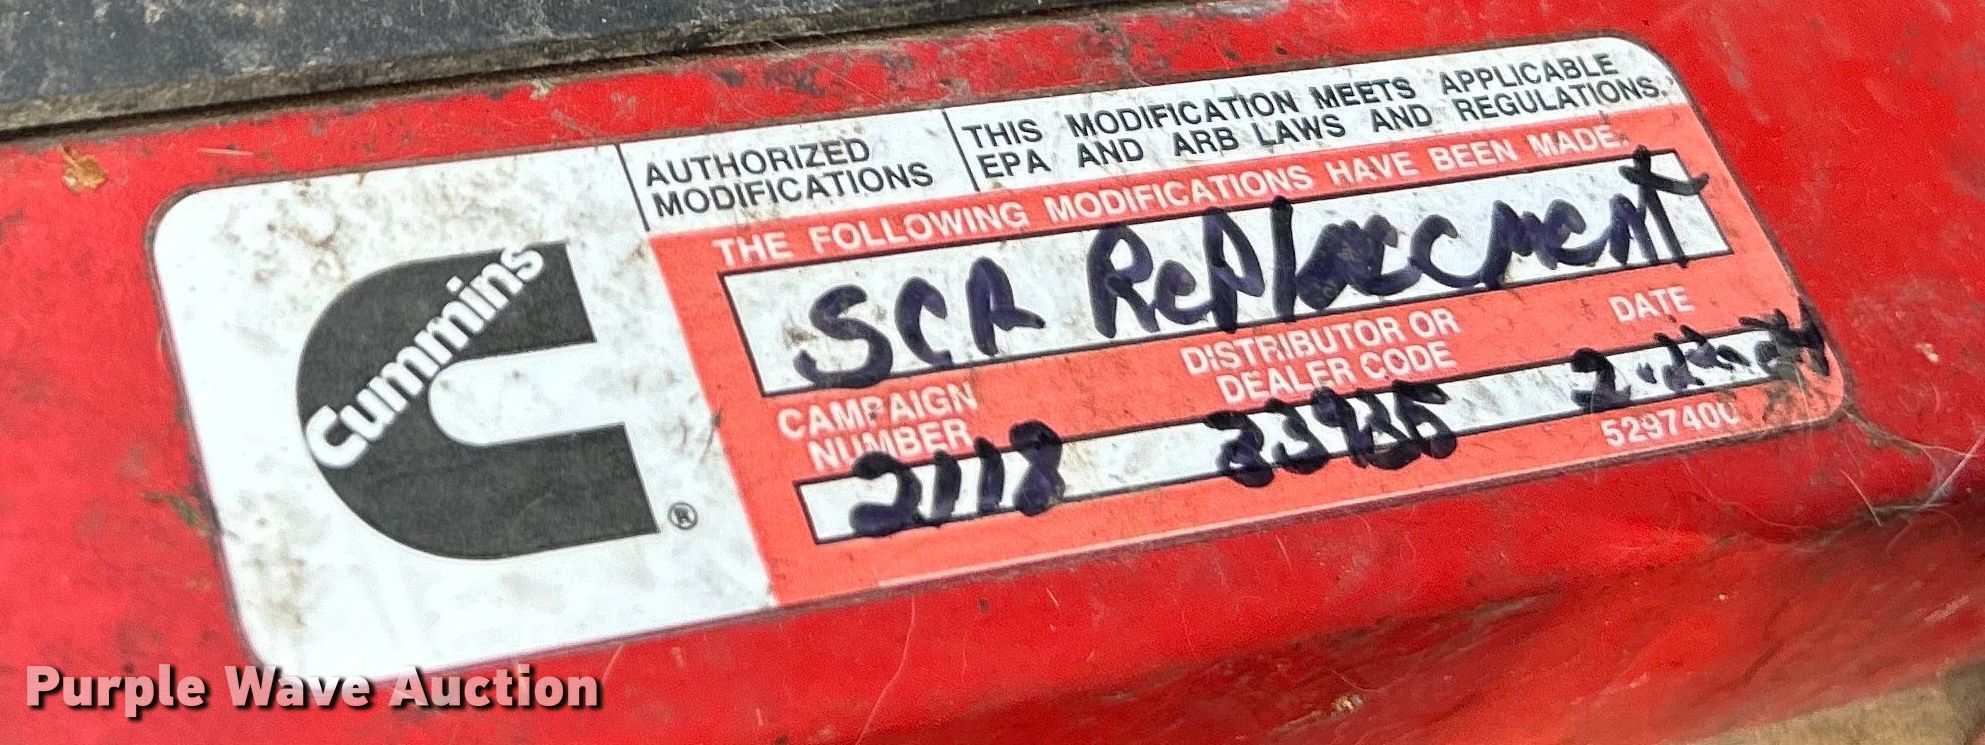 AUTHORIZED
MODIFICATIONS
THIS MODIFICATION MEETS APPLICABLE
EPA AND ARB LAWS AND REGULATIONS.
THE FOLLOWING MODIFICATIONS HAVE BEEN MADE:
SCR Replacement
CAMPAIGN
NUMBER
2118
DISTRIBUTOR OR
DEALER CODE
DATE
5297400
Cummins
®
Purple Wave Auction